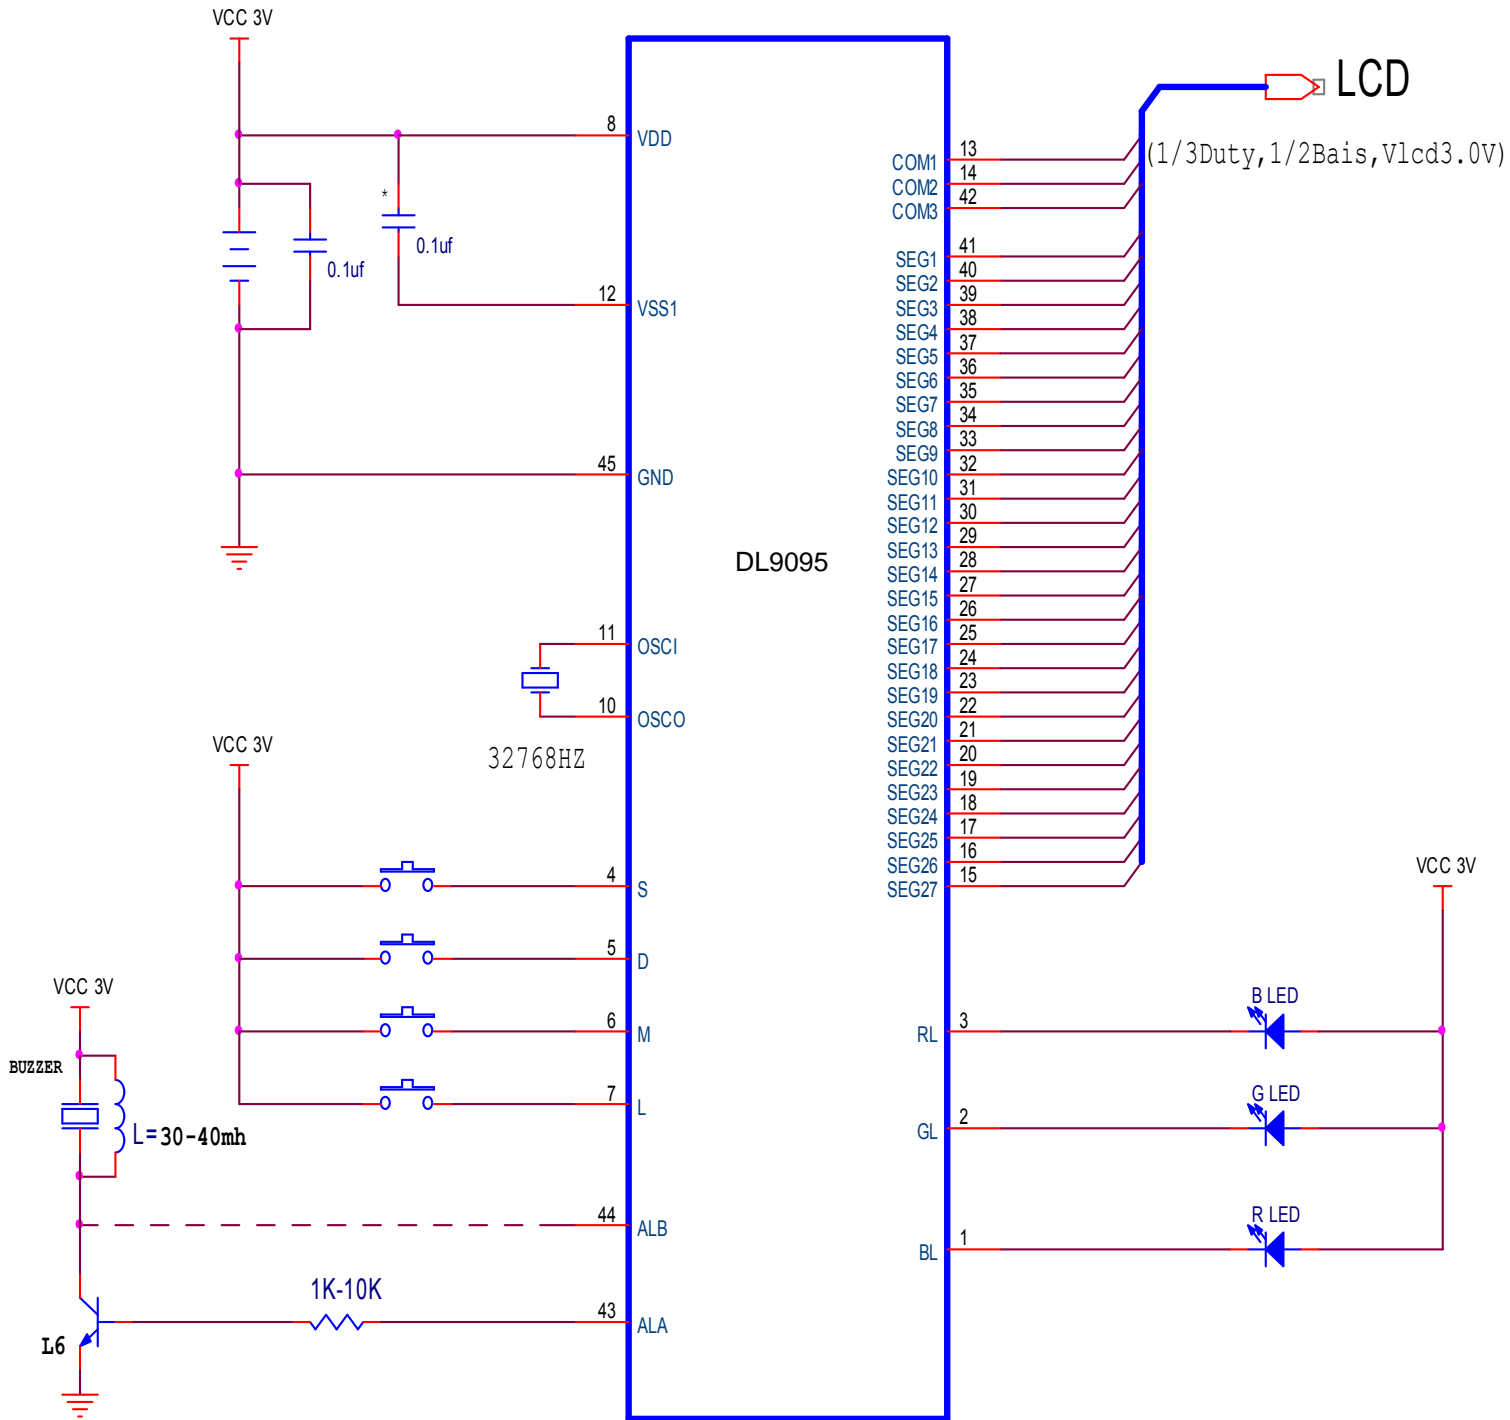 VCC 3V
LCD
(1/3Duty,1/2Bais,Vlcd3.0V)
8
VDD
*
0.1uf
0.1uf
12
VSS1
45
GND
DL9095
11
OSCI
10
OSCO
32768HZ
VCC 3V
4
S
5
D
6
M
7
L
VCC 3V
BUZZER
L=30-40mh
44
ALB
1K-10K
43
ALA
L6
13
COM1
14
COM2
42
COM3
41
SEG1
40
SEG2
39
SEG3
38
SEG4
37
SEG5
36
SEG6
35
SEG7
34
SEG8
33
SEG9
32
SEG10
31
SEG11
30
SEG12
29
SEG13
28
SEG14
27
SEG15
26
SEG16
25
SEG17
24
SEG18
23
SEG19
22
SEG20
21
SEG21
20
SEG22
19
SEG23
18
SEG24
17
SEG25
16
SEG26
15
SEG27
VCC 3V
B LED
3
RL
G LED
2
GL
R LED
1
BL